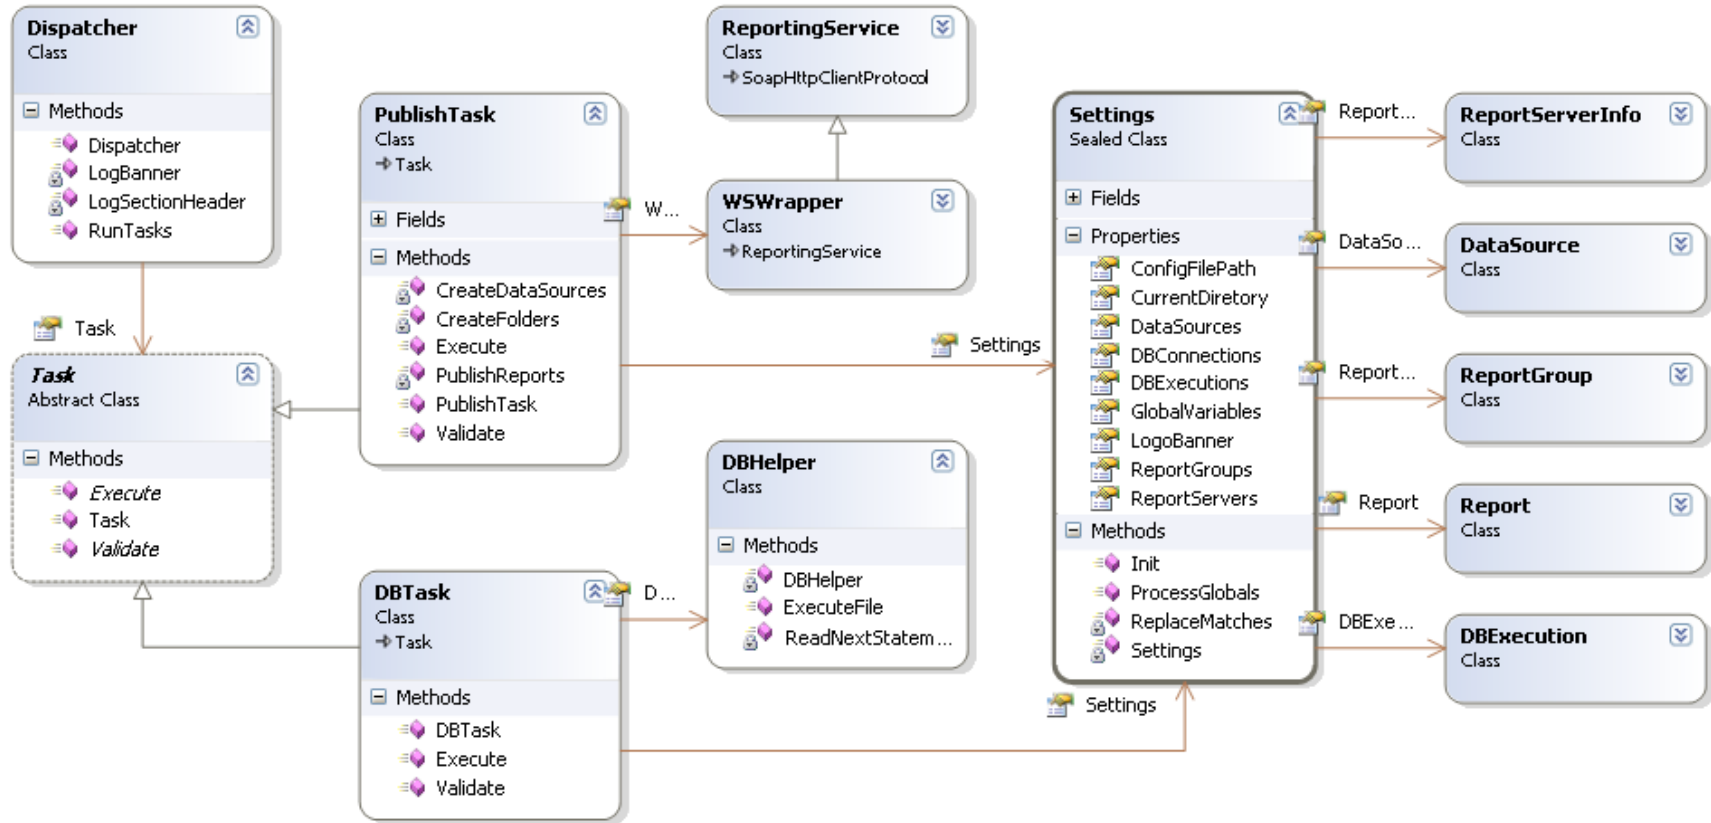 Dispatcher
Class
Methods
Dispatcher
LogBanner
LogSectionHeader
RunTasks
Task
Task
Abstract Class
Methods
Execute
Task
Validate
PublishTask
Class
Task
Fields
Methods
CreateDataSources
CreateFolders
Execute
PublishReports
PublishTask
Validate
W...
Settings
DBTask
Class
Task
Methods
DBTask
Execute
Validate
D...
Settings
ReportingService
Class
SoapHttpClientProtocol
WSWrapper
Class
ReportingService
DBHelper
Class
Methods
DBHelper
ExecuteFile
ReadNextStatem...
Settings
Sealed Class
Fields
Properties
ConfigFilePath
CurrentDiretory
DataSources
DBConnections
DBExecutions
GlobalVariables
LogoBanner
ReportGroups
ReportServers
Methods
Init
ProcessGlobals
ReplaceMatches
Settings
Report...
DataSo...
Report...
Report
DBExe...
ReportServerInfo
Class
DataSource
Class
ReportGroup
Class
Report
Class
DBExecution
Class